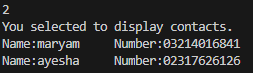 2
You selected to display contacts.
Name:maryam     Number:03214016841
Name:ayesha     Number:02317626126